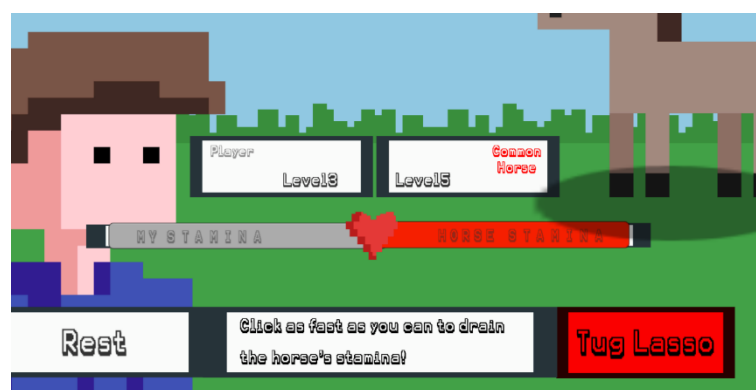 Player
Level3
Common
Horse
Level5
MY STAMINA
HORSE STAMINA
Rest
Click as fast as you can to drain
the horse's stamina!
Tug Lasso